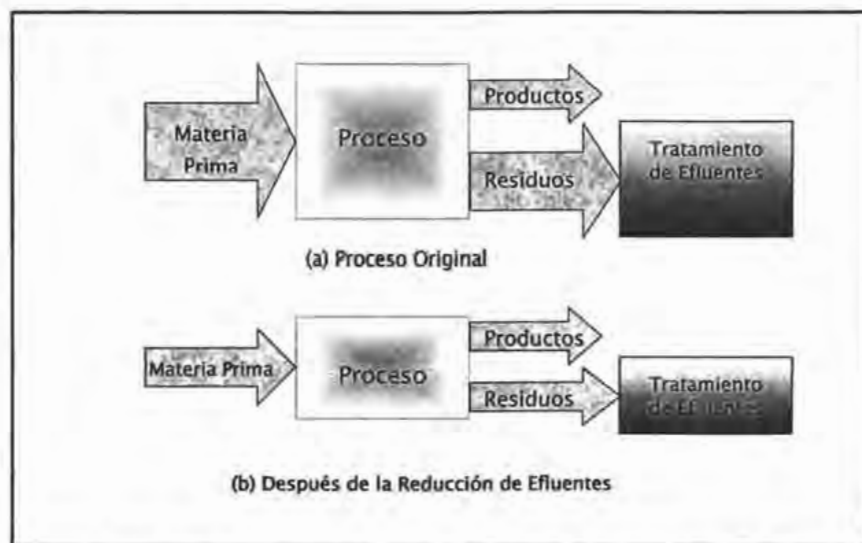 Materia
Prima
Proceso
Productos
Residuos
Tratamiento
de Efluentes
(a) Proceso Original
Materia Prima
Proceso
Productos
Residuos
Tratamiento
de Efluentes
(b) Después de la Reducción de Efluentes